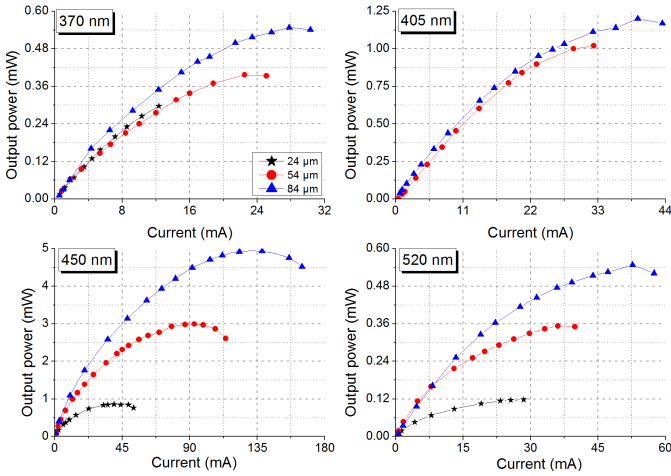 370 nm
0.60
0.48
0.36
0.24
0.12
0.00
Output power (mW)
0
8
16
24
32
Current (mA)
24 µm
54 µm
84 µm
405 nm
1.25
1.00
0.75
0.50
0.25
0.00
Output power (mW)
0
11
22
33
44
Current (mA)
450 nm
5
4
3
2
1
0
Output power (mW)
0
45
90
135
180
Current (mA)
520 nm
0.60
0.48
0.36
0.24
0.12
0.00
Output power (mW)
0
15
30
45
60
Current (mA)